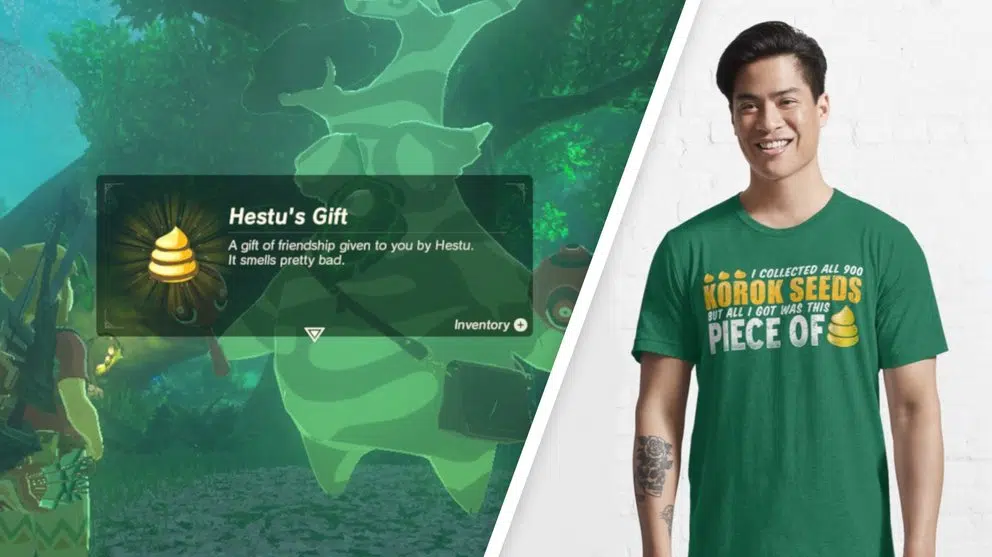 Hestu's Gift
A gift of friendship given to you by Hestu.
It smells pretty bad.
Inventory
I COLLECTED ALL 900
KOROK SEEDS
BUT ALL I GOT WAS THIS
PIECE OF